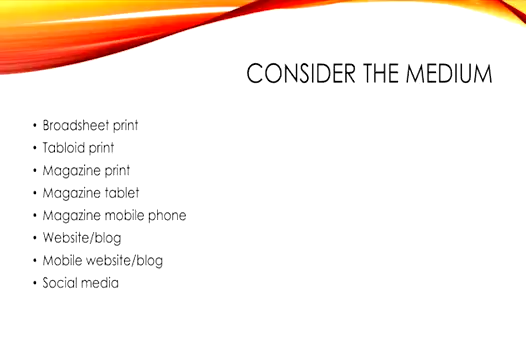 CONSIDER THE MEDIUM
• Broadsheet print
• Tabloid print
• Magazine print
• Magazine tablet
• Magazine mobile phone
• Website/blog
• Mobile website/blog
• Social media